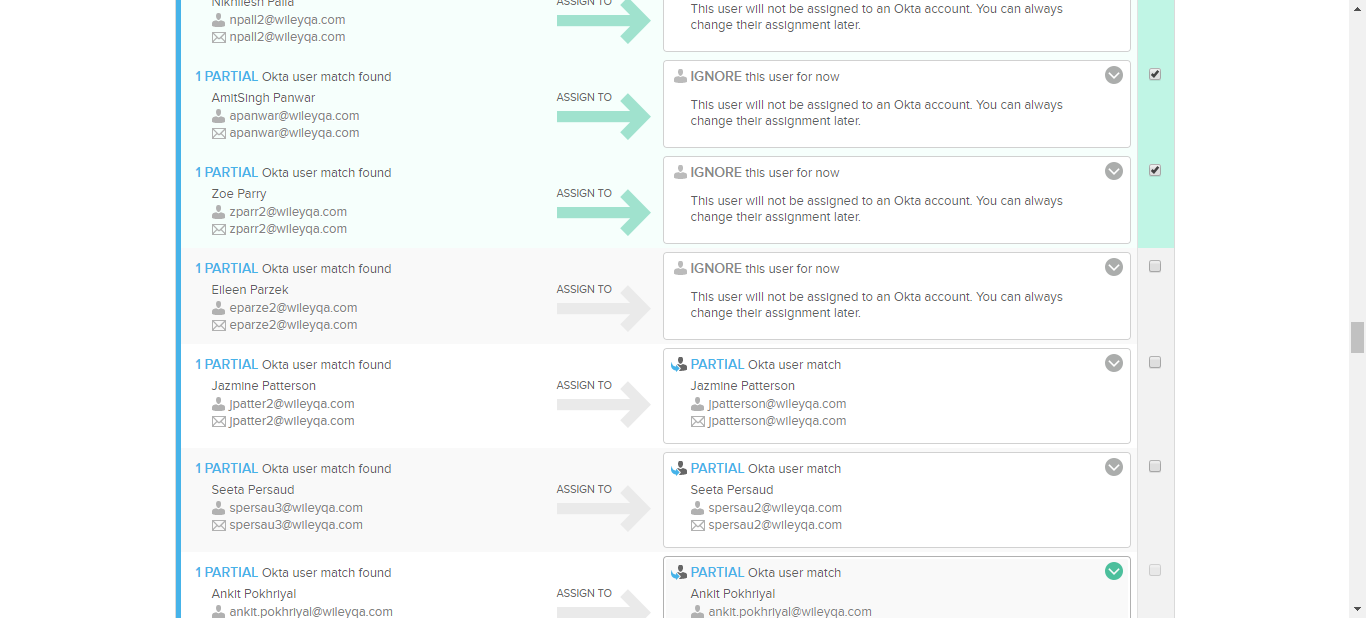 Nikhilesh Palla
npall2@wileyqa.com
npall2@wileyqa.com
ASSIGN TO
This user will not be assigned to an Okta account. You can always
change their assignment later.
1 PARTIAL Okta user match found
AmitSingh Panwar
apanwar@wileyqa.com
apanwar@wileyqa.com
ASSIGN TO
IGNORE this user for now
This user will not be assigned to an Okta account. You can always
change their assignment later.
1 PARTIAL Okta user match found
Zoe Parry
zparr2@wileyqa.com
zparr2@wileyqa.com
ASSIGN TO
IGNORE this user for now
This user will not be assigned to an Okta account. You can always
change their assignment later.
1 PARTIAL Okta user match found
Eileen Parzek
eparze2@wileyqa.com
eparze2@wileyqa.com
ASSIGN TO
IGNORE this user for now
This user will not be assigned to an Okta account. You can always
change their assignment later.
1 PARTIAL Okta user match found
Jazmine Patterson
jpatter2@wileyqa.com
jpatter2@wileyqa.com
ASSIGN TO
PARTIAL Okta user match
Jazmine Patterson
jpatterson@wileyqa.com
jpatterson@wileyqa.com
1 PARTIAL Okta user match found
Seeta Persaud
spersau3@wileyqa.com
spersau3@wileyqa.com
ASSIGN TO
PARTIAL Okta user match
Seeta Persaud
spersau2@wileyqa.com
spersau2@wileyqa.com
1 PARTIAL Okta user match found
Ankit Pokhriyal
ankit.pokhriyal@wileyqa.com
ASSIGN TO
PARTIAL Okta user match
Ankit Pokhriyal
ankit.pokhriyal@wileyqa.com